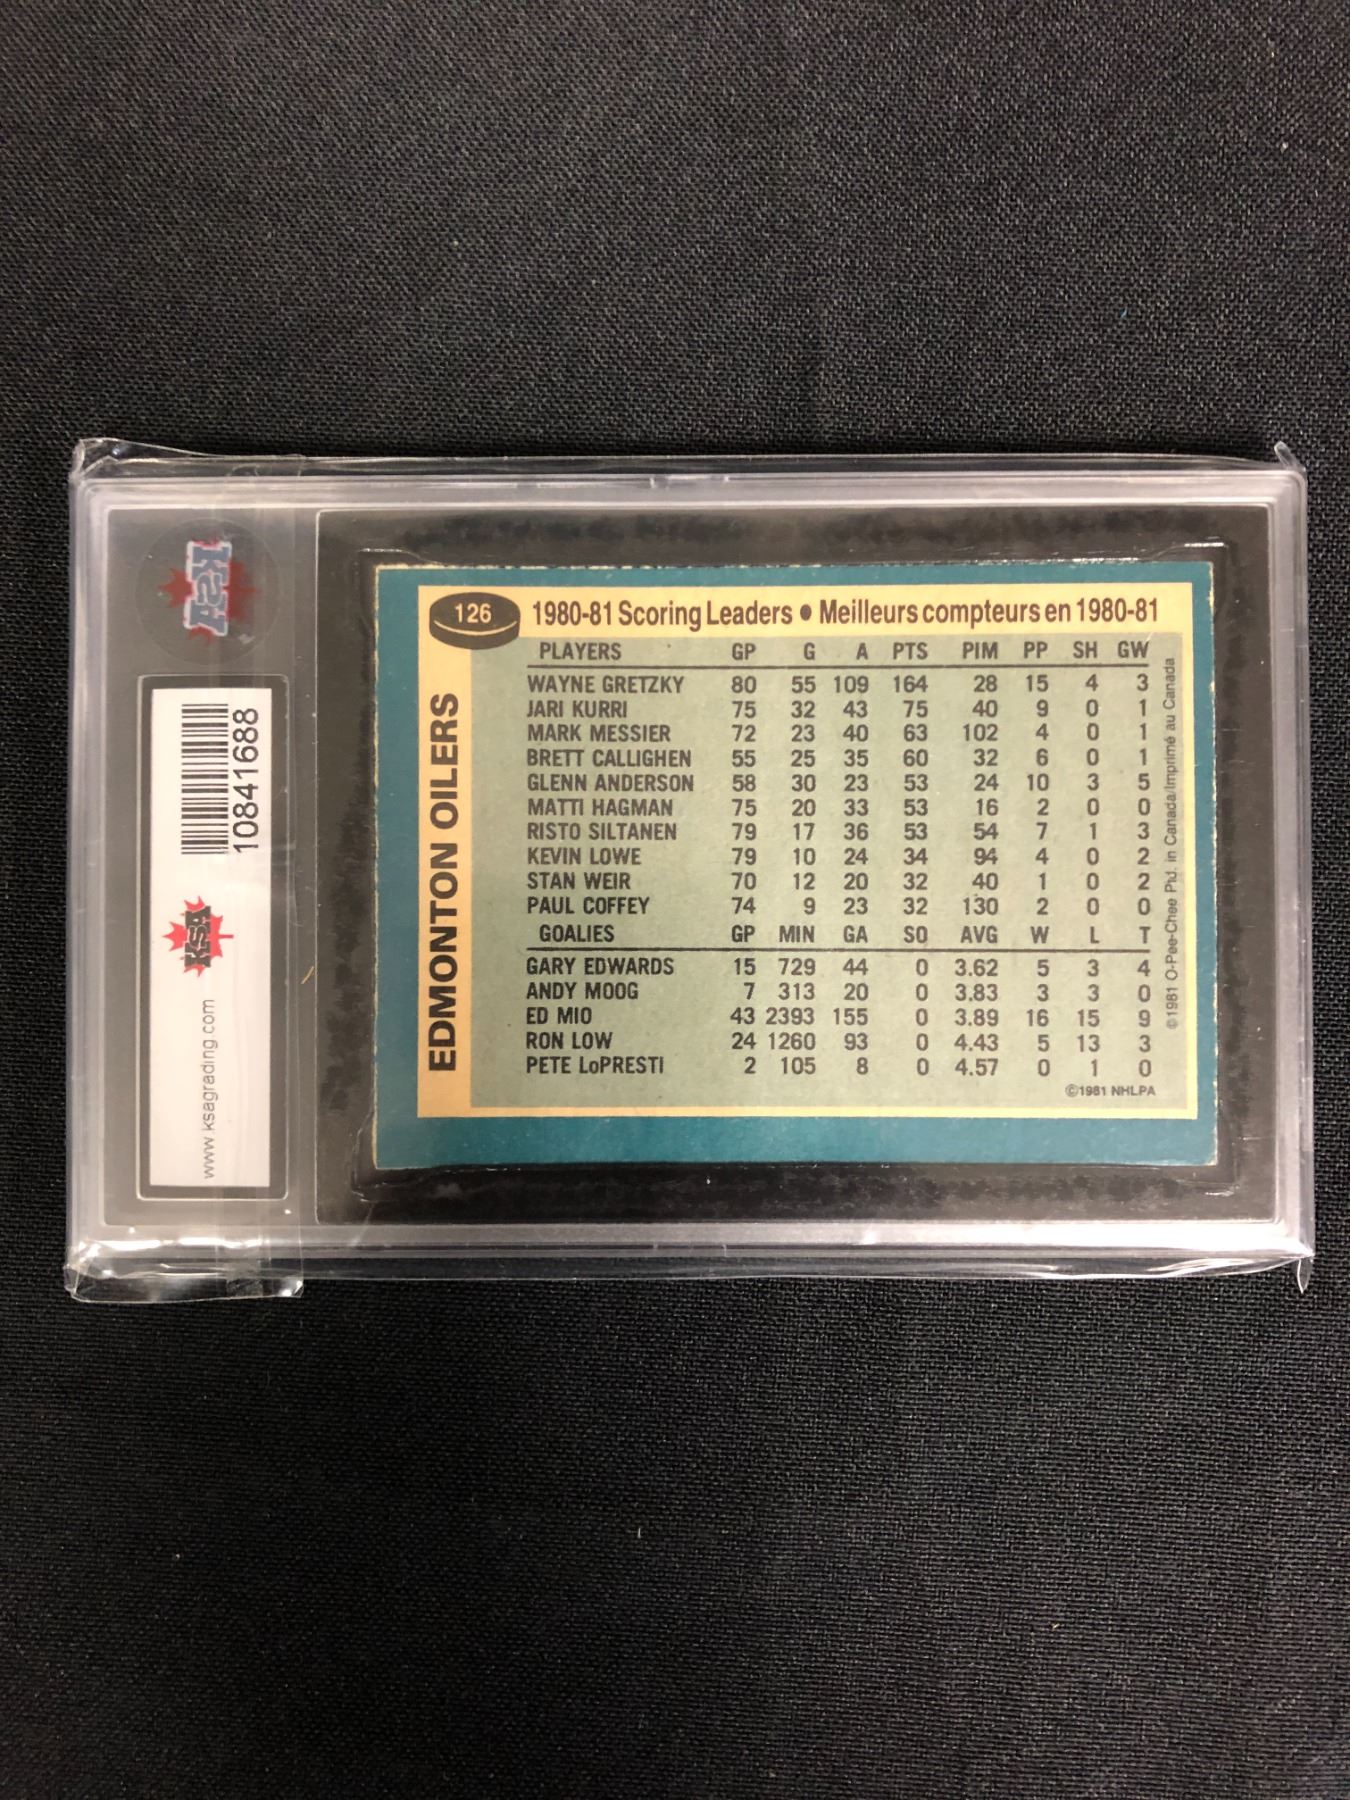 126
1980-81 Scoring Leaders • Meilleurs compteurs en 1980-81
EDMONTON OILERS
PLAYERS GP G A PTS PIM PP SH GW
WAYNE GRETZKY 80 55 109 164 28 15 4 3
JARI KURRI 75 32 43 75 40 9 0 1
MARK MESSIER 72 23 40 63 102 4 0 1
BRETT CALLIGHEN 55 25 35 60 32 6 0 1
GLENN ANDERSON 58 30 23 53 24 10 3 5
MATTI HAGMAN 75 20 33 53 16 2 0 0
RISTO SILTANEN 79 17 36 53 54 7 1 3
KEVIN LOWE 79 10 24 34 94 4 0 2
STAN WEIR 70 12 20 32 40 1 0 2
PAUL COFFEY 74 9 23 32 130 2 0 0
GOALIES GP MIN GA SO AVG W L T
GARY EDWARDS 15 729 44 0 3.62 5 3 4
ANDY MOOG 7 313 20 0 3.83 3 3 0
ED MIO 43 2393 155 0 3.89 16 15 9
RON LOW 24 1260 93 0 4.43 5 13 3
PETE LoPRESTI 2 105 8 0 4.57 0 1 0
©1981 NHLPA
©1981 O-Pee-Chee Ptd. in Canada/Imprimé au Canada
KSA
www.ksagrading.com
KSA
10841688